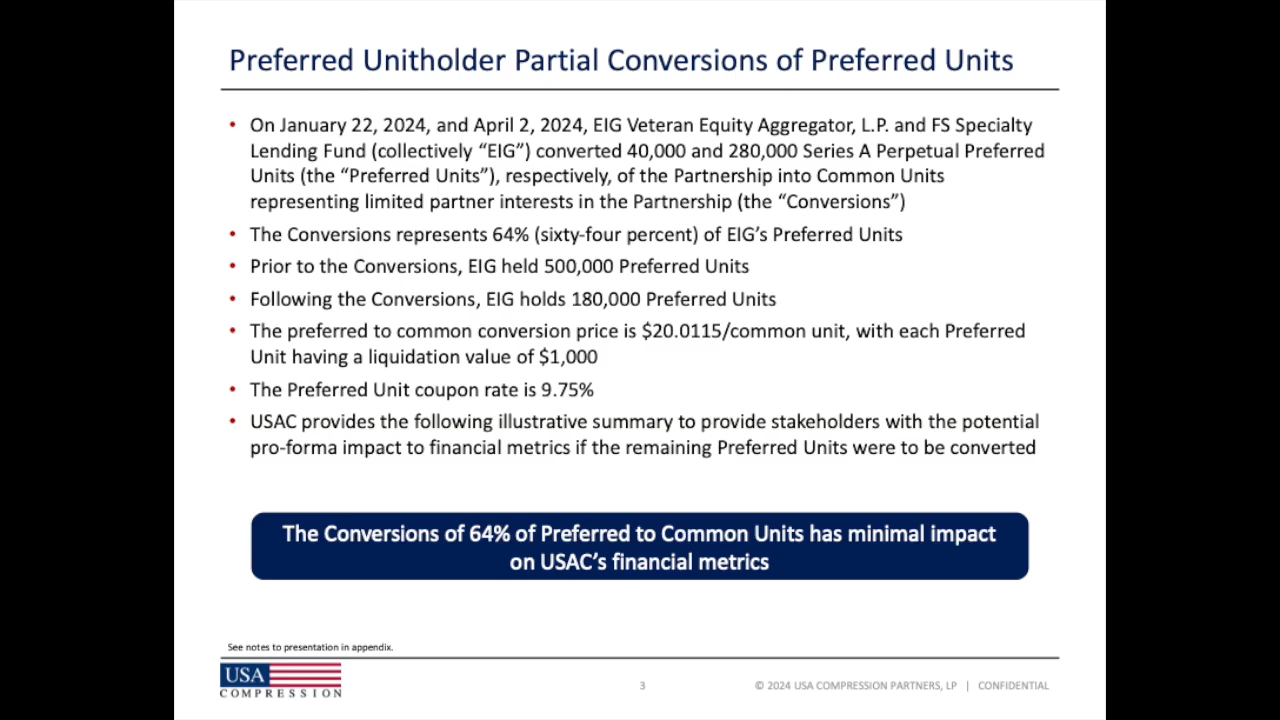 Preferred Unitholder Partial Conversions of Preferred Units
• On January 22, 2024, and April 2, 2024, EIG Veteran Equity Aggregator, L.P. and FS Specialty
Lending Fund (collectively “EIG”) converted 40,000 and 280,000 Series A Perpetual Preferred
Units (the “Preferred Units”), respectively, of the Partnership into Common Units
representing limited partner interests in the Partnership (the “Conversions”)
• The Conversions represents 64% (sixty-four percent) of EIG’s Preferred Units
• Prior to the Conversions, EIG held 500,000 Preferred Units
• Following the Conversions, EIG holds 180,000 Preferred Units
• The preferred to common conversion price is $20.0115/common unit, with each Preferred
Unit having a liquidation value of $1,000
• The Preferred Unit coupon rate is 9.75%
• USAC provides the following illustrative summary to provide stakeholders with the potential
pro-forma impact to financial metrics if the remaining Preferred Units were to be converted
The Conversions of 64% of Preferred to Common Units has minimal impact
on USAC’s financial metrics
See notes to presentation in appendix.
USA
COMPRESSION
3
© 2024 USA COMPRESSION PARTNERS, LP | CONFIDENTIAL